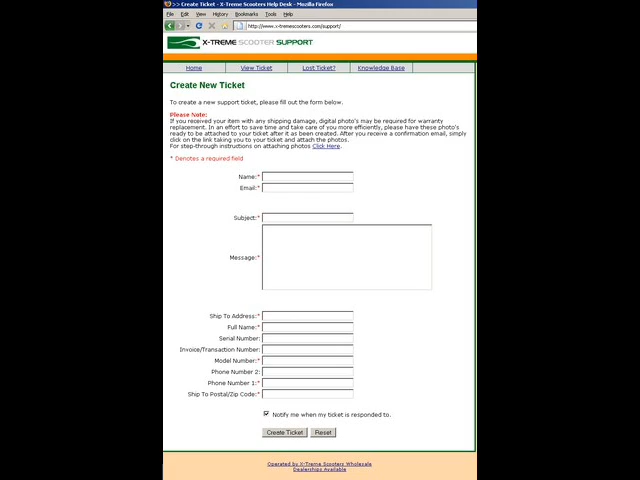 >> Create Ticket - X-Treme Scooters Help Desk - Mozilla Firefox
File Edit View History Bookmarks Tools Help
http://www.x-tremescooters.com/support/
X-TREME SCOOTER SUPPORT
Home View Ticket Lost Ticket? Knowledge Base
Create New Ticket
To create a new support ticket, please fill out the form below.
Please Note:
If you received your item with any shipping damage, digital photo's may be required for warranty
replacement. In an effort to save time and take care of you more efficiently, please have these photo's
ready to be attached to your ticket after it has been created. After you receive a confirmation email, simply
click on the link taking you to your ticket and attach the photos.
For step-through instructions on attaching photos Click Here.
* Denotes a required field
Name:*
Email:*
Subject:*
Message:*
Ship To Address:*
Full Name:*
Serial Number:
Invoice/Transaction Number:
Model Number:*
Phone Number 2:
Phone Number 1:*
Ship To Postal/Zip Code:*
Notify me when my ticket is responded to.
Create Ticket Reset
Operated by X-Treme Scooters Wholesale
Dealerships Available